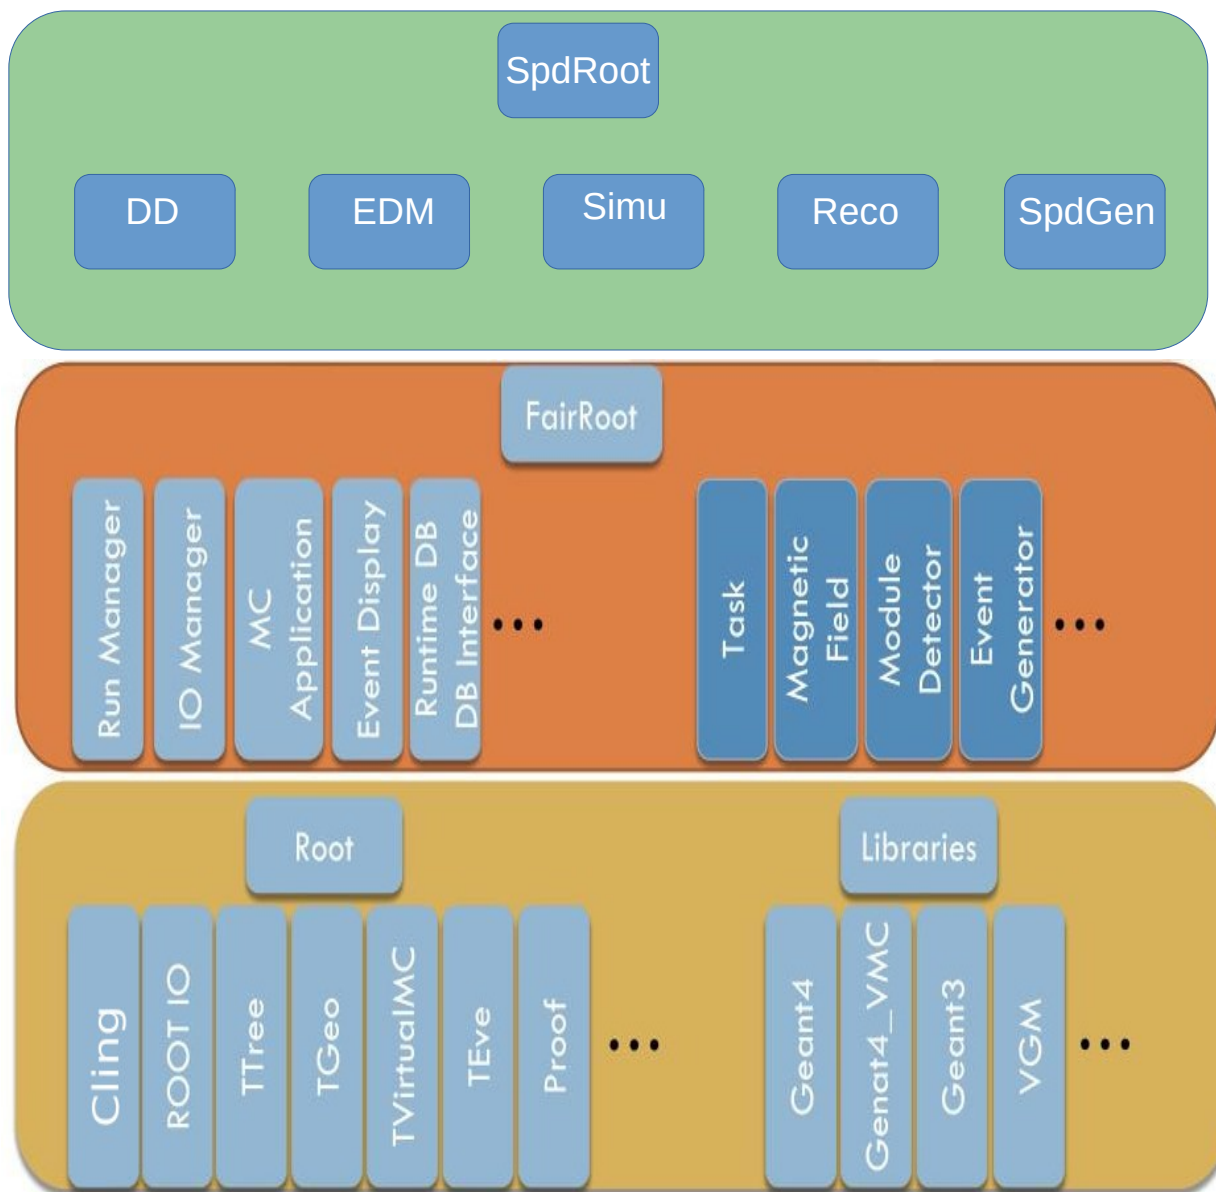 SpdRoot
DD
EDM
Simu
Reco
SpdGen
FairRoot
Run Manager
IO Manager
MC
Application
Event Display
Runtime DB
DB Interface
...
Task
Magnetic
Field
Module
Detector
Event
Generator
...
Root
Libraries
Cling
ROOT IO
TTree
TGeo
TVirtualMC
TEve
Proof
...
Geant4
Genat4_VMC
Geant3
VGM
...